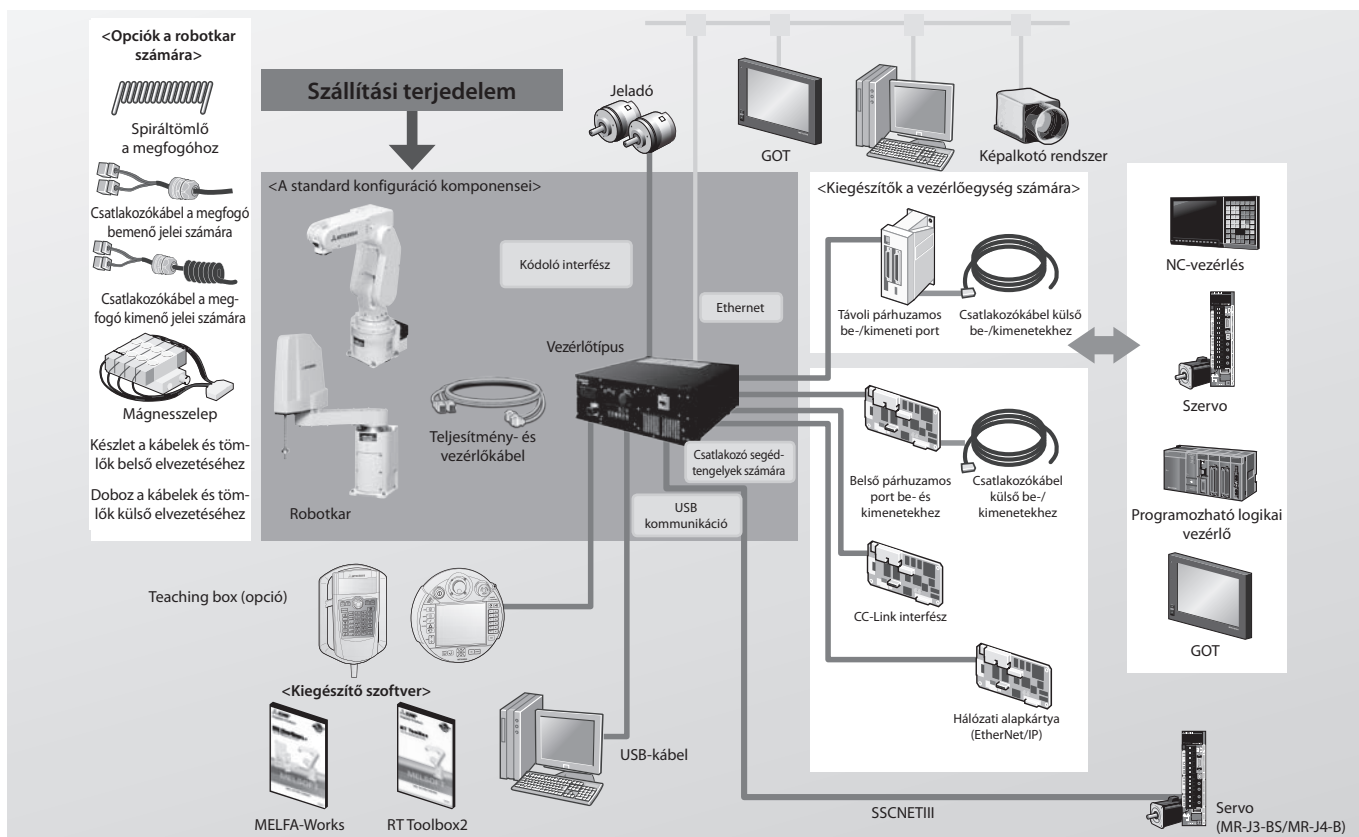 <Opciók a robotkar
számára>
Spiráltömlő
a megfogóhoz
Csatlakozókábel a megfogó
bemenő jelei számára
Csatlakozókábel a meg-
fogó kimenő jelei számára
Mágnesszelep
Készlet a kábelek és töm-
lők belső elvezetéséhez
Doboz a kábelek és töm-
lők külső elvezetéséhez
Szállítási terjedelem
<A standard konfiguráció komponensei>
Jeladó
GOT
Képalkotó rendszer
Kódoló interfész
Ethernet
Vezérlőtípus
Teljesítmény- és
vezérlőkábel
Robotkar
Csatlakozó segéd-
tengelyek számára
USB
kommunikáció
<Kiegészítők a vezérlőegység számára>
Távoli párhuzamos
be-/kimeneti port
Csatlakozókábel külső
be-/kimenetekhez
Belső párhuzamos
port be- és
kimenetekhez
Csatlakozókábel
külső be-/
kimenetekhez
CC-Link interfész
Hálózati alapkártya
(EtherNet/IP)
NC-vezérlés
Szervo
Programozható logikai
vezérlő
GOT
Teaching box (opció)
<Kiegészítő szoftver>
RT Toolbox
MELFA-Works
RT Toolbox2
USB-kábel
SSCNETIII
Servo
(MR-J3-BS/MR-J4-B)